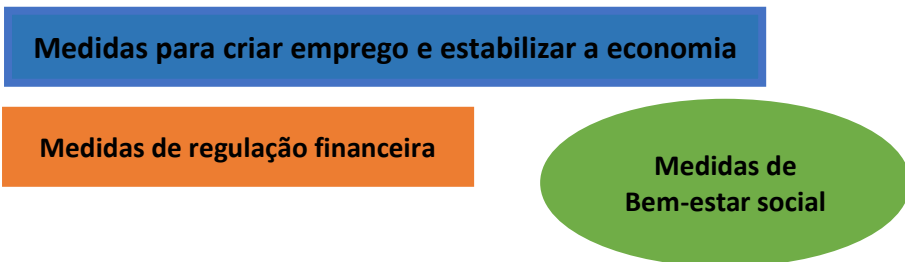 Medidas para criar emprego e estabilizar a economia
Medidas de regulação financeira
Medidas de
Bem-estar social